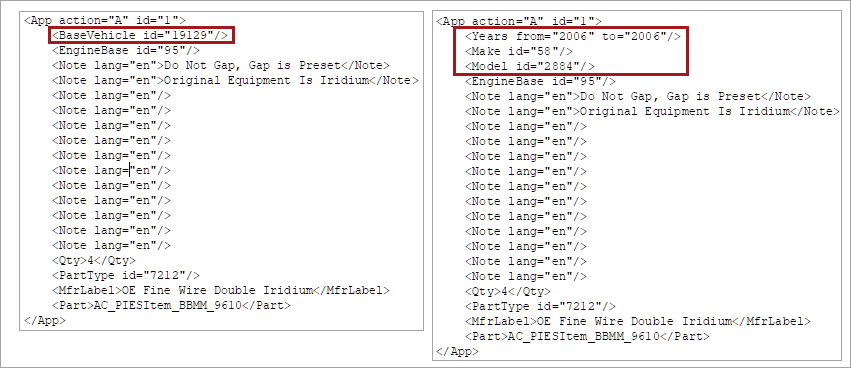 <App action="A" id="1">
<BaseVehicle id="19129"/>
<EngineBase id="95"/>
<Note lang="en">Do Not Gap, Gap is Preset</Note>
<Note lang="en">Original Equipment Is Iridium</Note>
<Note lang="en"/>
<Note lang="en"/>
<Note lang="en"/>
<Note lang="en"/>
<Note lang="en"/>
<Note lang="en"/>
<Note lang="en"/>
<Note lang="en"/>
<Note lang="en"/>
<Note lang="en"/>
<Note lang="en"/>
<Qty>4</Qty>
<PartType id="7212"/>
<MfrLabel>OE Fine Wire Double Iridium</MfrLabel>
<Part>AC_PIESItem_BBMM_9610</Part>
</App>
<App action="A" id="1">
<Years from="2006" to="2006"/>
<Make id="58"/>
<Model id="2884"/>
<EngineBase id="95"/>
<Note lang="en">Do Not Gap, Gap is Preset</Note>
<Note lang="en">Original Equipment Is Iridium</Note>
<Note lang="en"/>
<Note lang="en"/>
<Note lang="en"/>
<Note lang="en"/>
<Note lang="en"/>
<Note lang="en"/>
<Note lang="en"/>
<Note lang="en"/>
<Note lang="en"/>
<Note lang="en"/>
<Note lang="en"/>
<Qty>4</Qty>
<PartType id="7212"/>
<MfrLabel>OE Fine Wire Double Iridium</MfrLabel>
<Part>AC_PIESItem_BBMM_9610</Part>
</App>